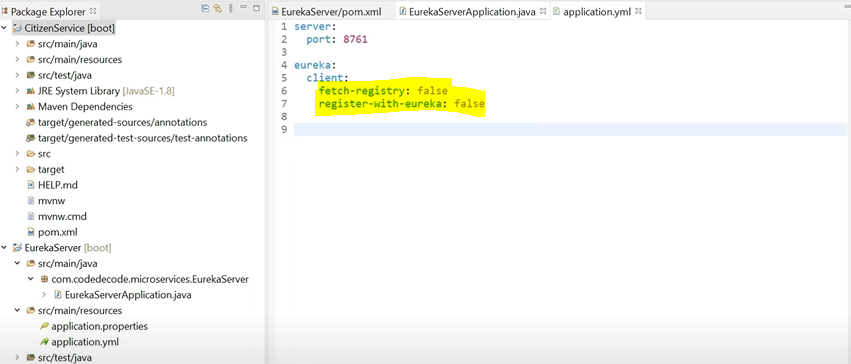 Package Explorer
CitizenService [boot]
src/main/java
src/main/resources
src/test/java
JRE System Library [JavaSE-1.8]
Maven Dependencies
target/generated-sources/annotations
target/generated-test-sources/test-annotations
src
target
HELP.md
mvnw
mvnw.cmd
pom.xml
EurekaServer [boot]
src/main/java
com.codedecode.microservices.EurekaServer
EurekaServerApplication.java
src/main/resources
application.properties
application.yml
src/test/java
EurekaServer/pom.xml
EurekaServerApplication.java
application.yml
1 server:
2   port: 8761
3
4 eureka:
5   client:
6     fetch-registry: false
7     register-with-eureka: false
8
9